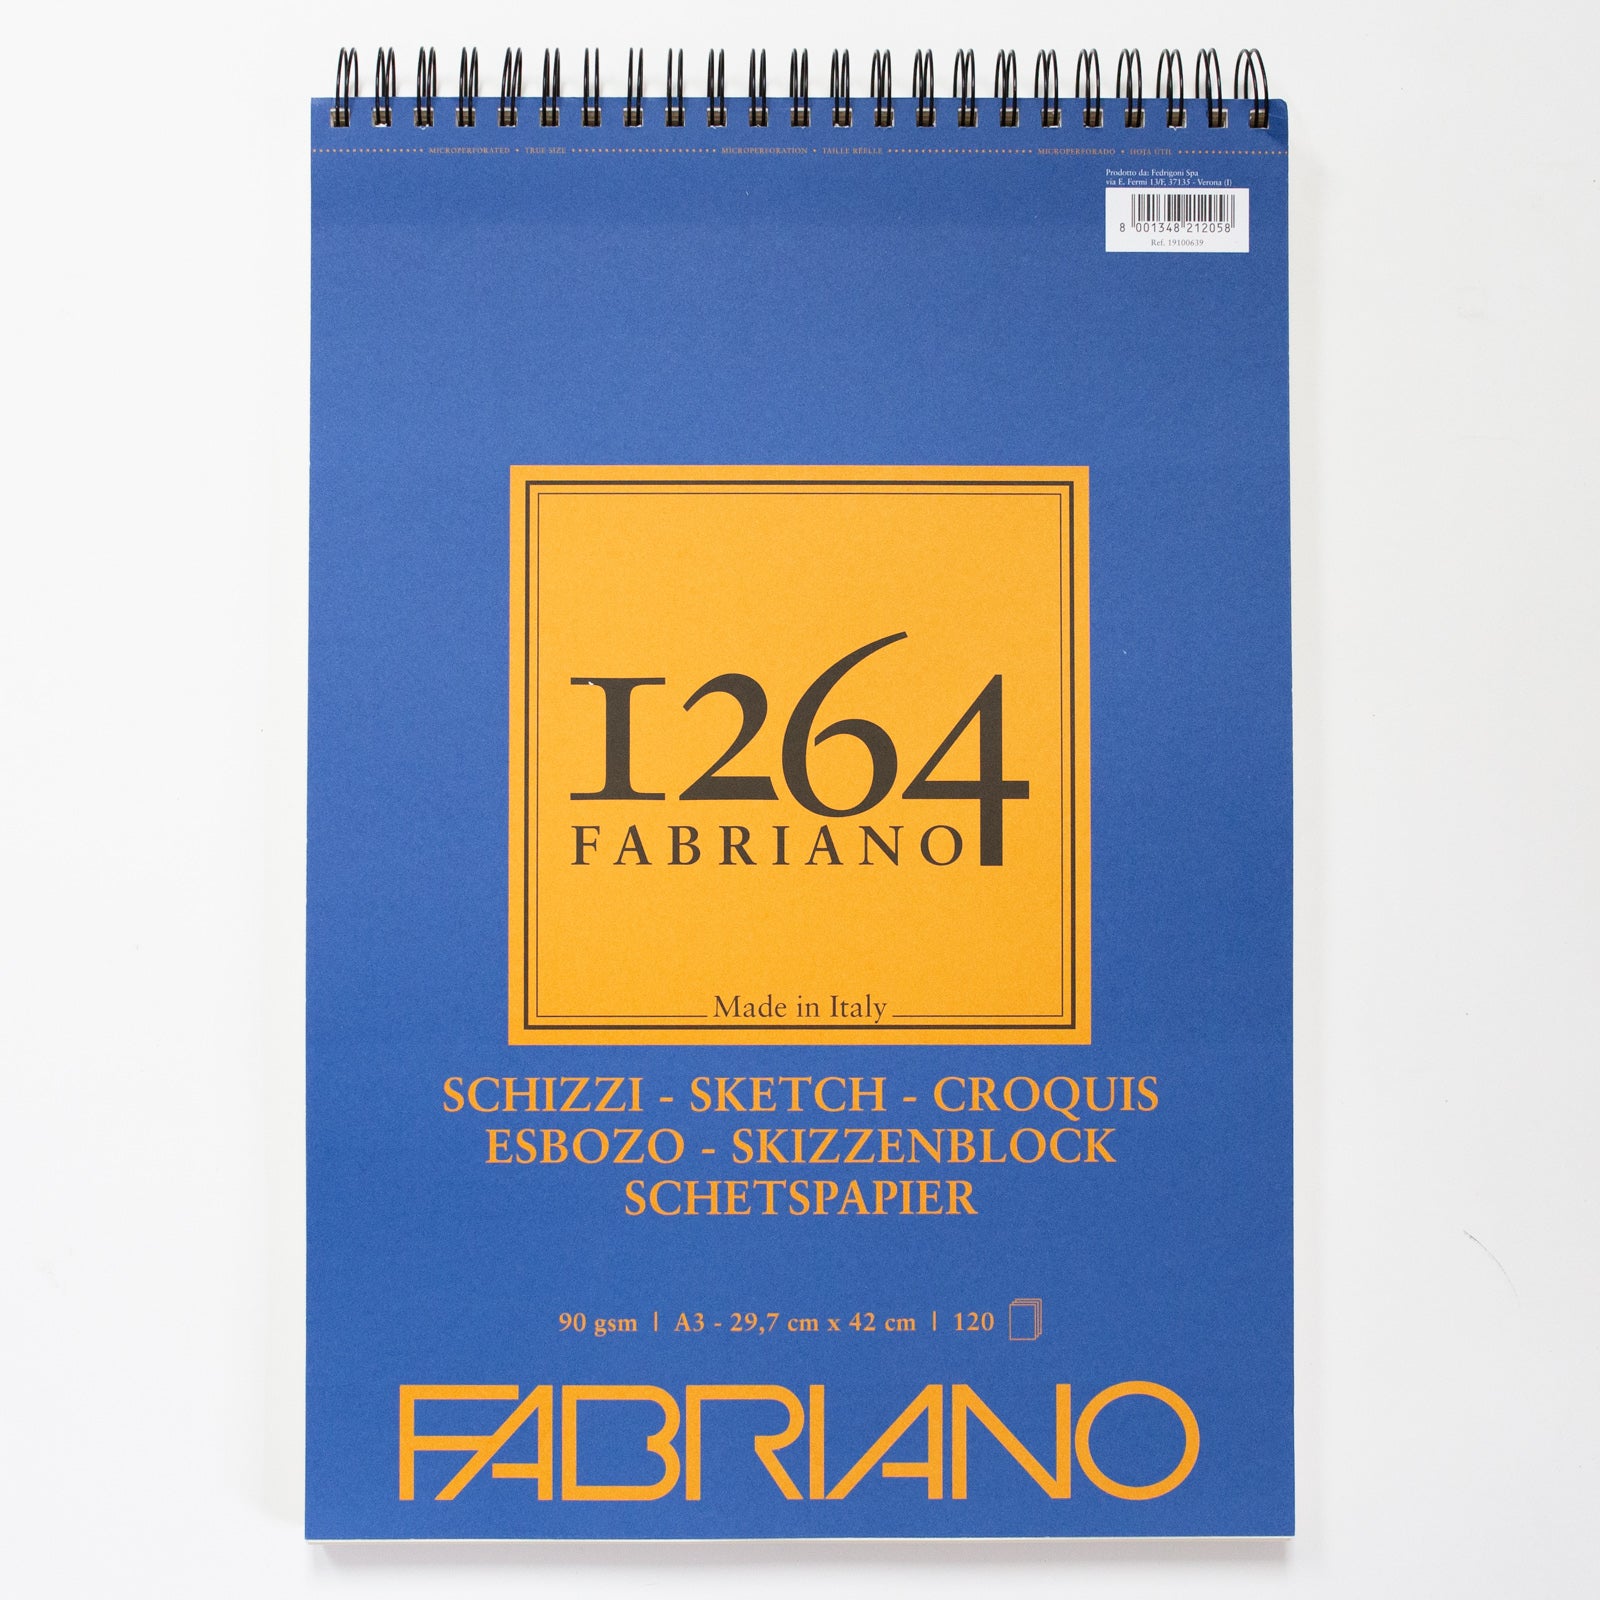 MICROPERFORATED • TRUE SIZE MICROPERFORATION • TAILLE RÉELLE MICROPERFORADO • HOJA ÚTIL
Prodotto da: Fedrigoni Spa
via E. Fermi 13/F, 37135 - Verona (I)
8 001348 212058
Ref. 19100639
1264
FABRIANO
Made in Italy
SCHIZZI - SKETCH - CROQUIS
ESBOZO - SKIZZENBLOCK
SCHETSPAPIER
90 gsm | A3 - 29,7 cm x 42 cm | 120
FABRIANO